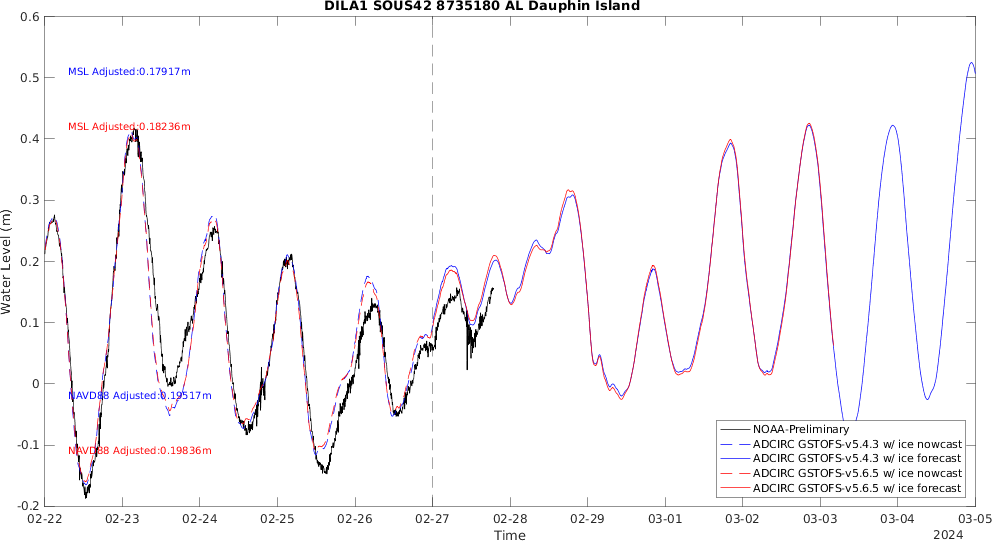 DILA1 SOUS42 8735180 AL Dauphin Island
Water Level (m)
0.6
0.5
0.4
0.3
0.2
0.1
0
-0.1
-0.2
MSL Adjusted:0.17917m
MSL Adjusted:0.18236m
NAVD88 Adjusted:0.19517m
NAVD88 Adjusted:0.19836m
NOAA-Preliminary
ADCIRC GSTOFS-v5.4.3 w/ ice nowcast
ADCIRC GSTOFS-v5.4.3 w/ ice forecast
ADCIRC GSTOFS-v5.6.5 w/ ice nowcast
ADCIRC GSTOFS-v5.6.5 w/ ice forecast
02-22 02-23 02-24 02-25 02-26 02-27 02-28 02-29 03-01 03-02 03-03 03-04 03-05
Time
2024